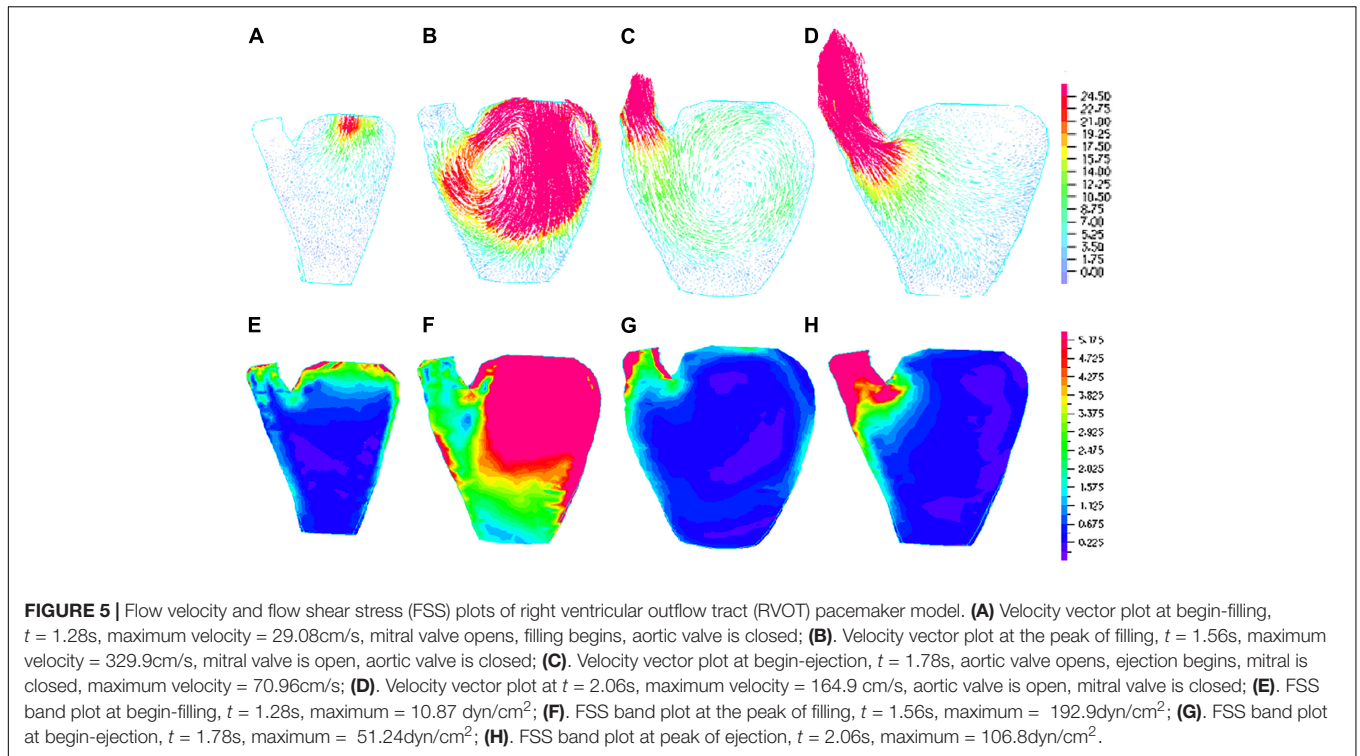 A
B
C
D
24.50
22.75
21.00
19.25
17.50
15.75
14.00
12.25
10.50
8.75
7.00
5.25
3.50
1.75
0.00
E
F
G
H
4.725
4.275
3.825
3.375
2.925
2.475
2.025
1.575
0.675
0.225
FIGURE 5 | Flow velocity and flow shear stress (FSS) plots of right ventricular outflow tract (RVOT) pacemaker model. (A) Velocity vector plot at begin-filling,
t = 1.28s, maximum velocity = 29.08cm/s, mitral valve opens, filling begins, aortic valve is closed; (B). Velocity vector plot at the peak of filling, t = 1.56s, maximum
velocity = 329.9cm/s, mitral valve is open, aortic valve is closed; (C). Velocity vector plot at begin-ejection, t = 1.78s, aortic valve opens, ejection begins, mitral is
closed, maximum velocity = 70.96cm/s; (D). Velocity vector plot at t = 2.06s, maximum velocity = 164.9 cm/s, aortic valve is open, mitral valve is closed; (E). FSS
band plot at begin-filling, t = 1.28s, maximum = 10.87 dyn/cm²; (F). FSS band plot at the peak of filling, t = 1.56s, maximum = 192.9dyn/cm²; (G). FSS band plot
at begin-ejection, t = 1.78s, maximum = 51.24dyn/cm²; (H). FSS band plot at peak of ejection, t = 2.06s, maximum = 106.8dyn/cm².